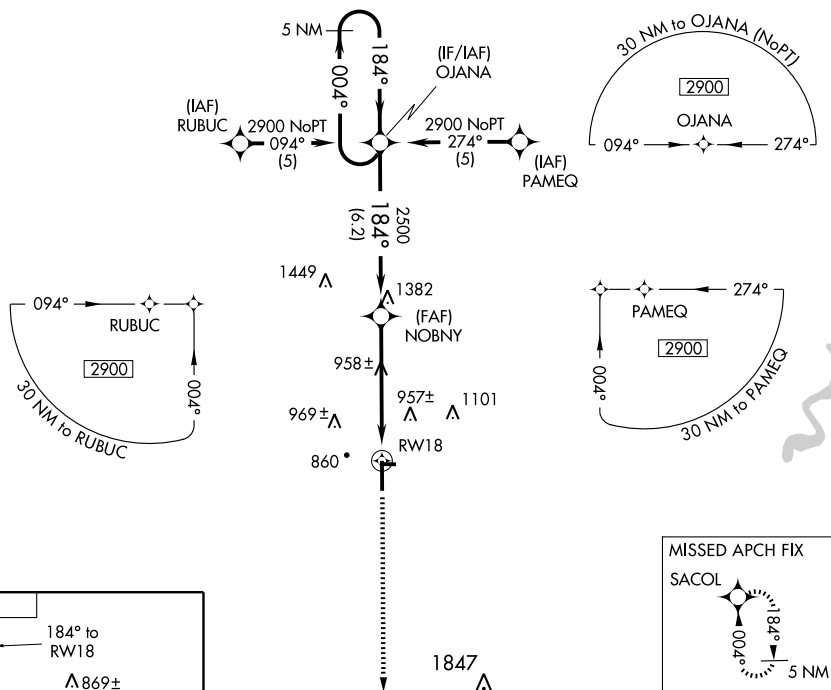 5 NM
004°
184°
(IF/IAF)
OJANA
(IAF)
RUBUC
2900 NoPT
094°
(5)
2900 NoPT
274°
(5)
(IAF)
PAMEQ
30 NM to OJANA (NoPT)
2900
OJANA
094°
274°
2500
184°
(6.2)
1449
1382
(FAF)
NOBNY
094°
RUBUC
2900
004°
30 NM to RUBUC
274°
PAMEQ
2900
004°
30 NM to PAMEQ
958±
957±
1101
969±
RW18
860
MISSED APCH FIX
SACOL
184°
004°
5 NM
184° to
RW18
869±
1847